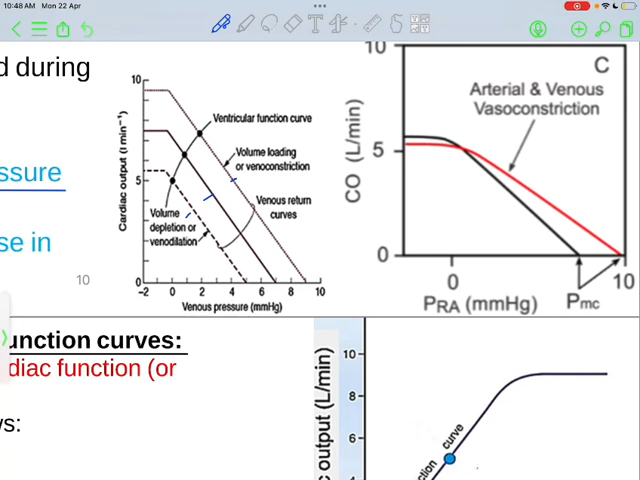 10:48 AM Mon 22 Apr
d during
ssure
se in
10
Cardiac output (l min⁻¹)
10
5
0
Ventricular function curve
Volume loading
or venoconstriction
Venous return
curves
Volume
depletion or
venodilation
-2 0 2 4 6 8 10
Venous pressure (mmHg)
C
CO (L/min)
10
5
0
Arterial & Venous
Vasoconstriction
0 10
PRA (mmHg) Pmc
unction curves:
diac function (or
ws:
c output (L/min)
10
8
6
4
ction curve